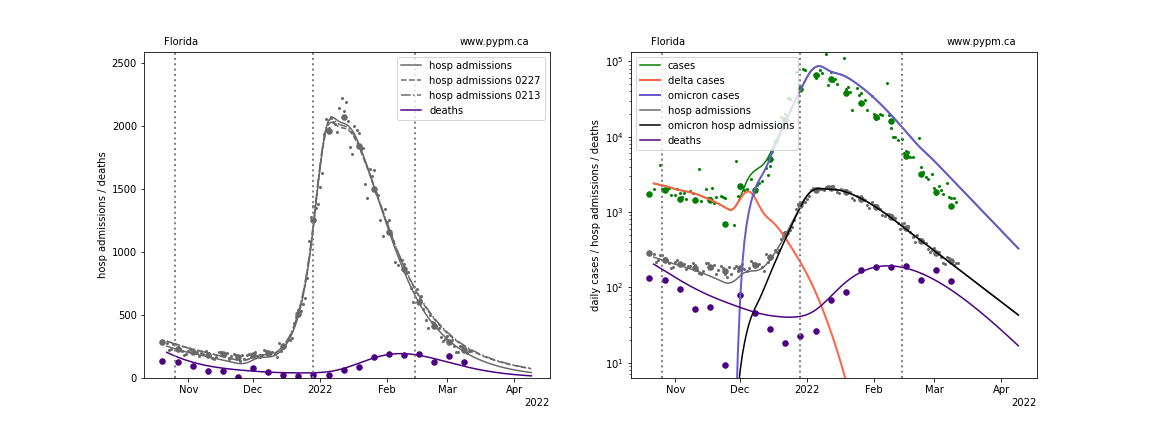 Florida
www.pypm.ca
hosp admissions / deaths
2500
2000
1500
1000
500
0
hosp admissions
hosp admissions 0227
hosp admissions 0213
deaths
Nov
Dec
2022
Feb
Mar
Apr
2022
Florida
www.pypm.ca
daily cases / hosp admissions / deaths
10⁵
10⁴
10³
10²
10¹
cases
delta cases
omicron cases
hosp admissions
omicron hosp admissions
deaths
Nov
Dec
2022
Feb
Mar
Apr
2022